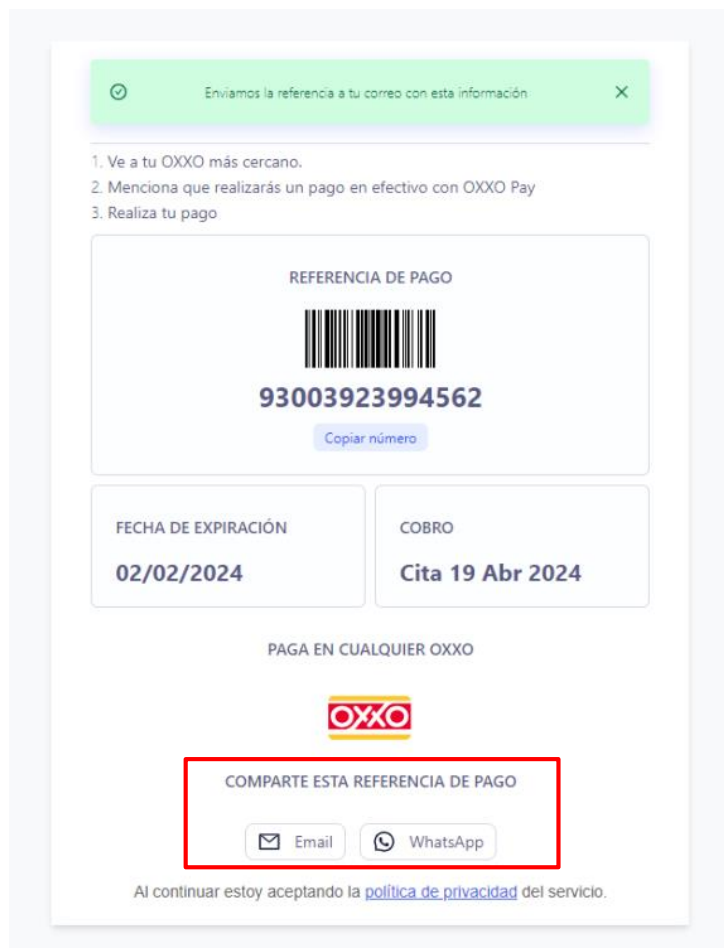 Enviamos la referencia a tu correo con esta información
1. Ve a tu OXXO más cercano.
2. Menciona que realizarás un pago en efectivo con OXXO Pay
3. Realiza tu pago
REFERENCIA DE PAGO
93003923994562
Copiar número
FECHA DE EXPIRACIÓN
02/02/2024
COBRO
Cita 19 Abr 2024
PAGA EN CUALQUIER OXXO
OXXO
COMPARTE ESTA REFERENCIA DE PAGO
Email
WhatsApp
Al continuar estoy aceptando la política de privacidad del servicio.